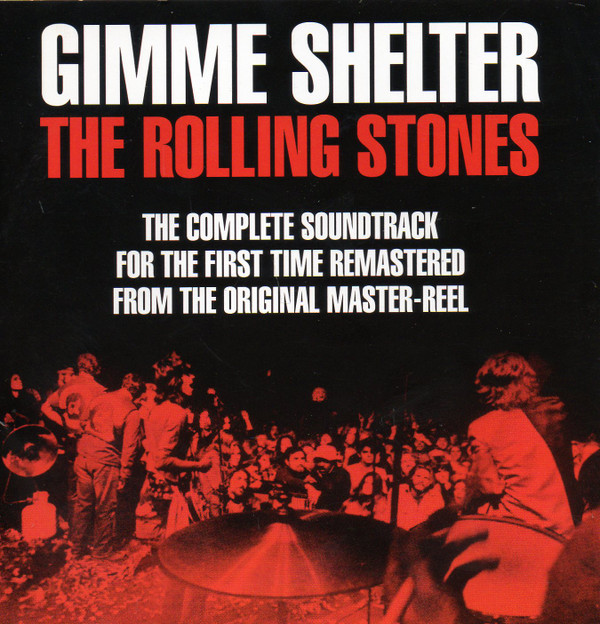 GIMME SHELTER
THE ROLLING STONES
THE COMPLETE SOUNDTRACK
FOR THE FIRST TIME REMASTERED
FROM THE ORIGINAL MASTER-REEL